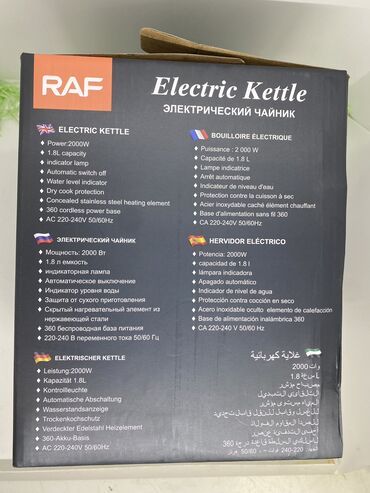 RAF
Electric Kettle
ЭЛЕКТРИЧЕСКИЙ ЧАЙНИК
ELECTRIC KETTLE
Power:2000W
1.8L capacity
indicator lamp
Automatic switch off
Water level indicator
Dry cook protection
Concealed stainless steel heating element
360 cordless power base
AC 220-240V 50/60Hz
ЭЛЕКТРИЧЕСКИЙ ЧАЙНИК
Мощность: 2000 Вт
1.8 л емкость
индикаторная лампа
Автоматическое выключение
Индикатор уровня воды
Защита от сухого приготовления
Скрытый нагревательный элемент из
нержавеющей стали
360 беспроводная база питания
220-240 В переменного тока 50/60 Гц
ELEKTRISCHER KETTLE
Leistung:2000W
Kapazität 1.8L
Kontrollleuchte
Automatische Abschaltung
Wasserstandsanzeige
Trockenkochschutz
Verdeckter Edelstahl Heizelement
360-Akku-Basis
AC 220-240V 50/60Hz
BOUILLOIRE ÉLECTRIQUE
Puissance : 2 000 W
Capacité de 1.8 L
Lampe indicatrice
Arrêt automatique
Indicateur de niveau d'eau
Protection contre la cuisson à sec
Acier inoxydable caché élément chauffant
Base d'alimentation sans fil 360
CA 220-240V 50/60Hz
HERVIDOR ELÉCTRICO
Potencia: 2000W
capacidad de 1.8 l
lámpara indicadora
Apagado automático
Indicador de nivel de agua
Protección contra cocción en seco
Acero inoxidable oculto elemento de calefacción
Base de alimentación inalámbrica 360
CA 220-240 V 50/60 Hz
غلاية كهربائية
2000 وات